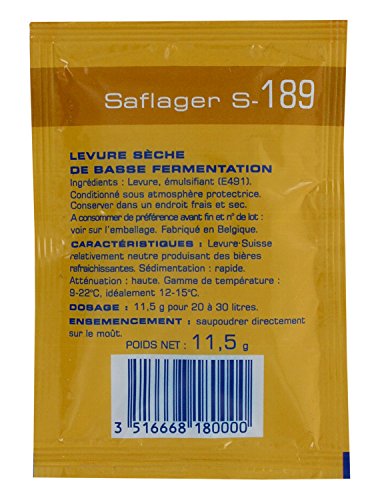 Saflager S-189
LEVURE SÈCHE
DE BASSE FERMENTATION
Ingrédients : Levure, émulsifiant (E491).
Conditionné sous atmosphère protectrice.
Conserver dans un endroit frais et sec.
A consommer de préférence avant fin et n° de lot :
voir sur l'emballage. Fabriqué en Belgique.
CARACTÉRISTIQUES : Levure Suisse
relativement neutre produisant des bières
rafraichissantes. Sédimentation : rapide.
Atténuation : haute. Gamme de température :
9-22°C, idéalement 12-15°C.
DOSAGE : 11,5 g pour 20 à 30 litres.
ENSEMENCEMENT : saupoudrer directement
sur le moût.
POIDS NET : 11,5 g
3 516668 180000